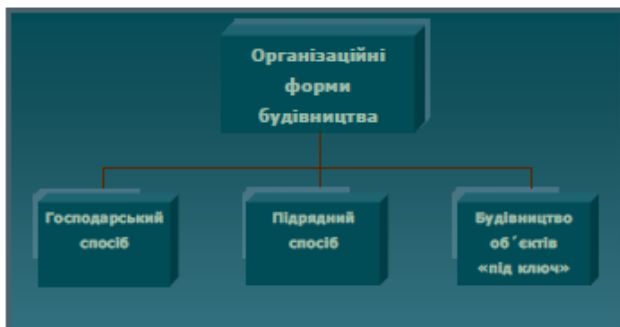 Організаційні
форми
будівництва
Господарський
спосіб
Підрядний
спосіб
Будівництво
об´єктів
«під ключ»